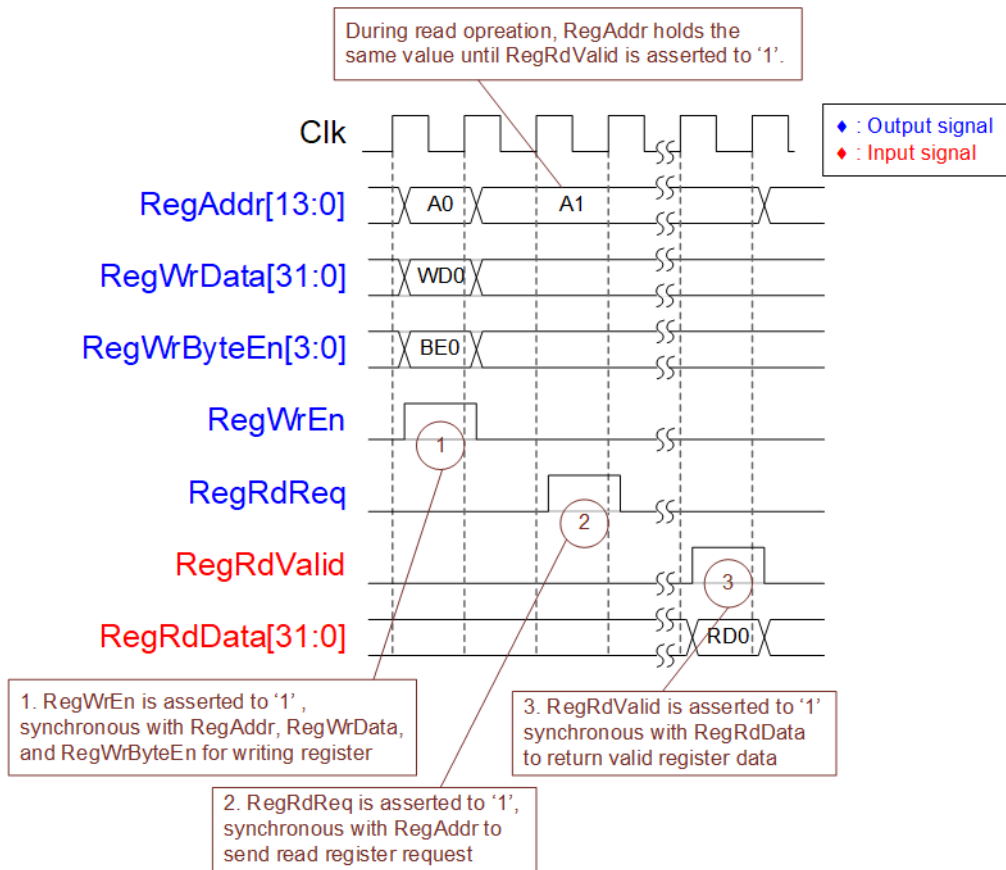 During read opreation, RegAddr holds the
same value until RegRdValid is asserted to ‘1’.
Clk
♦ : Output signal
♦ : Input signal
RegAddr[13:0]
A0
A1
RegWrData[31:0]
WD0
RegWrByteEn[3:0]
BE0
RegWrEn
1
RegRdReq
2
RegRdValid
3
RegRdData[31:0]
RD0
1. RegWrEn is asserted to ‘1’ ,
synchronous with RegAddr, RegWrData,
and RegWrByteEn for writing register
3. RegRdValid is asserted to ‘1’
synchronous with RegRdData
to return valid register data
2. RegRdReq is asserted to ‘1’,
synchronous with RegAddr to
send read register request